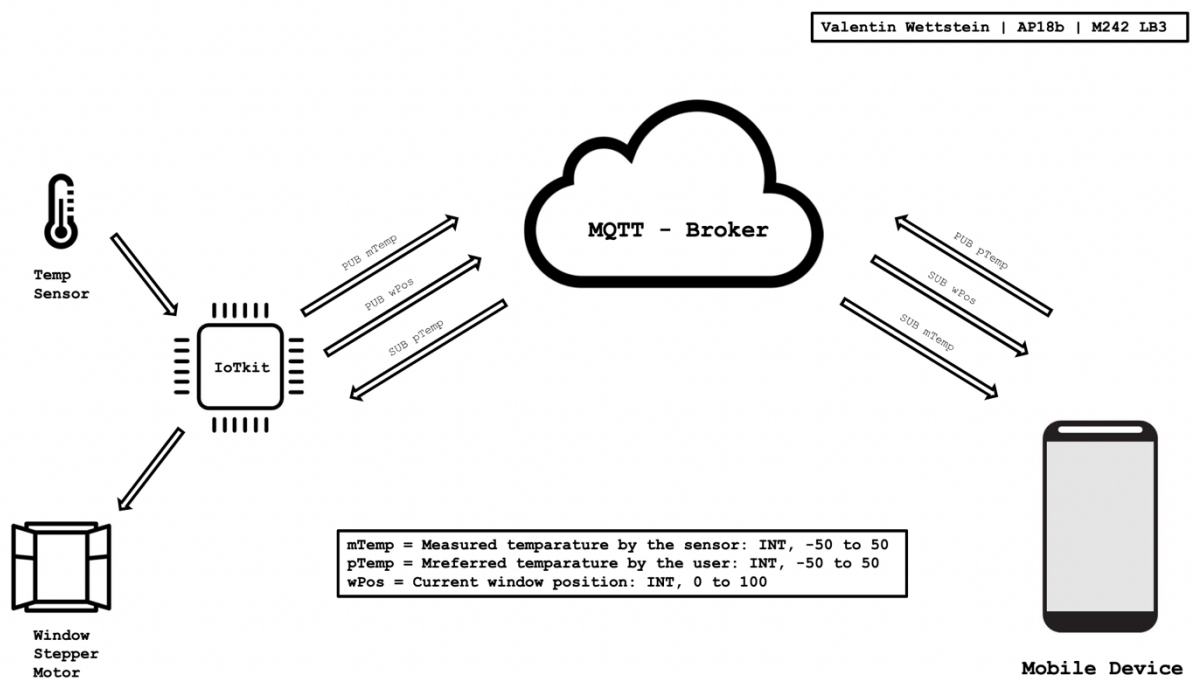 Valentin Wettstein | AP18b | M242 LB3
MQTT - Broker
Temp
Sensor
PUB mTemp
PUB wPos
SUB pTemp
PUB pTemp
SUB wPos
SUB mTemp
IoTkit
mTemp = Measured temparature by the sensor: INT, -50 to 50
pTemp = Mreferred temparature by the user: INT, -50 to 50
wPos = Current window position: INT, 0 to 100
Window
Stepper
Motor
Mobile Device